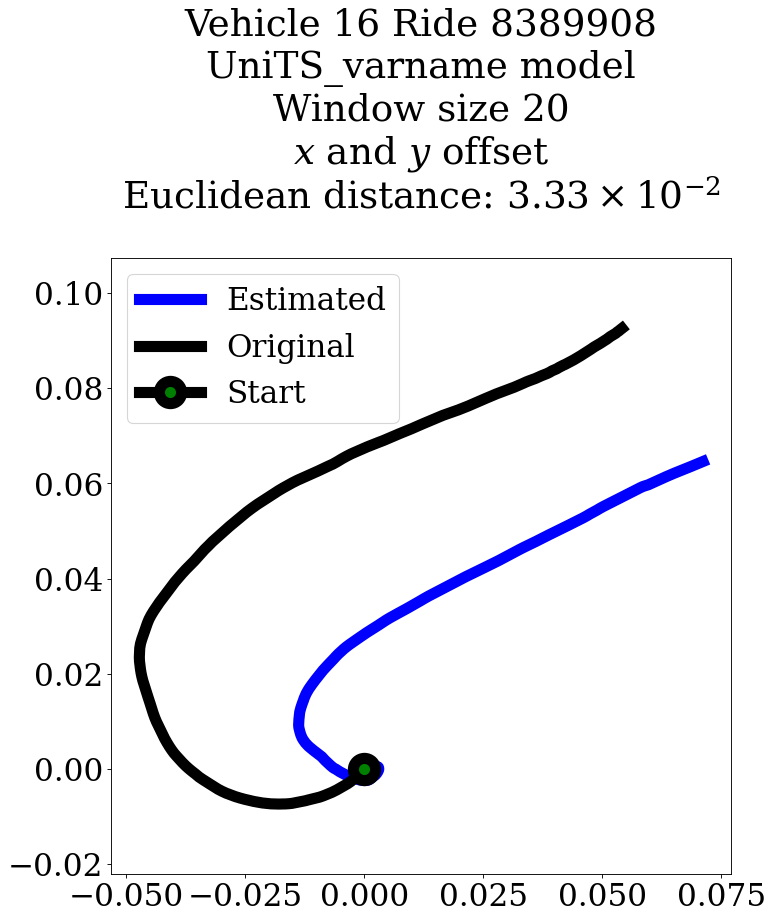 Vehicle 16 Ride 8389908
UniTS_varname model
Window size 20
x and y offset
Euclidean distance: 3.33 × 10⁻²
Estimated
Original
Start
0.10
0.08
0.06
0.04
0.02
0.00
−0.02
−0.050 −0.025 0.000 0.025 0.050 0.075